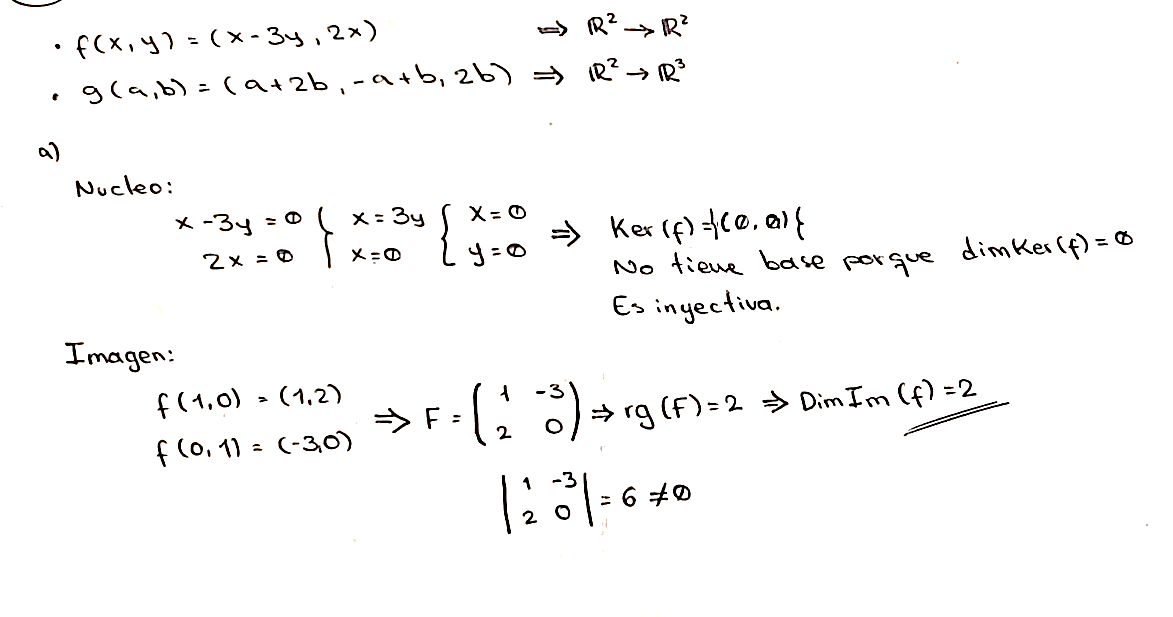 · f(x,y) = (x-3y, 2x) ⇒ ℝ² → ℝ²
· g(a,b) = (a+2b, -a+b, 2b) ⇒ ℝ² → ℝ³
a)
Nucleo:
x-3y=0 } x=3y { x=0 ⇒ Ker(f)={(0,0)}
2x=0 } x=0 { y=0 No tiene base porque dimKer(f)=0
Es inyectiva.
Imagen:
f(1,0) = (1,2)
f(0,1) = (-3,0) ⇒ F = (1 -3; 2 0) ⇒ rg(F)=2 ⇒ Dim Im(f)=2
|1 -3; 2 0| = 6 ≠ 0